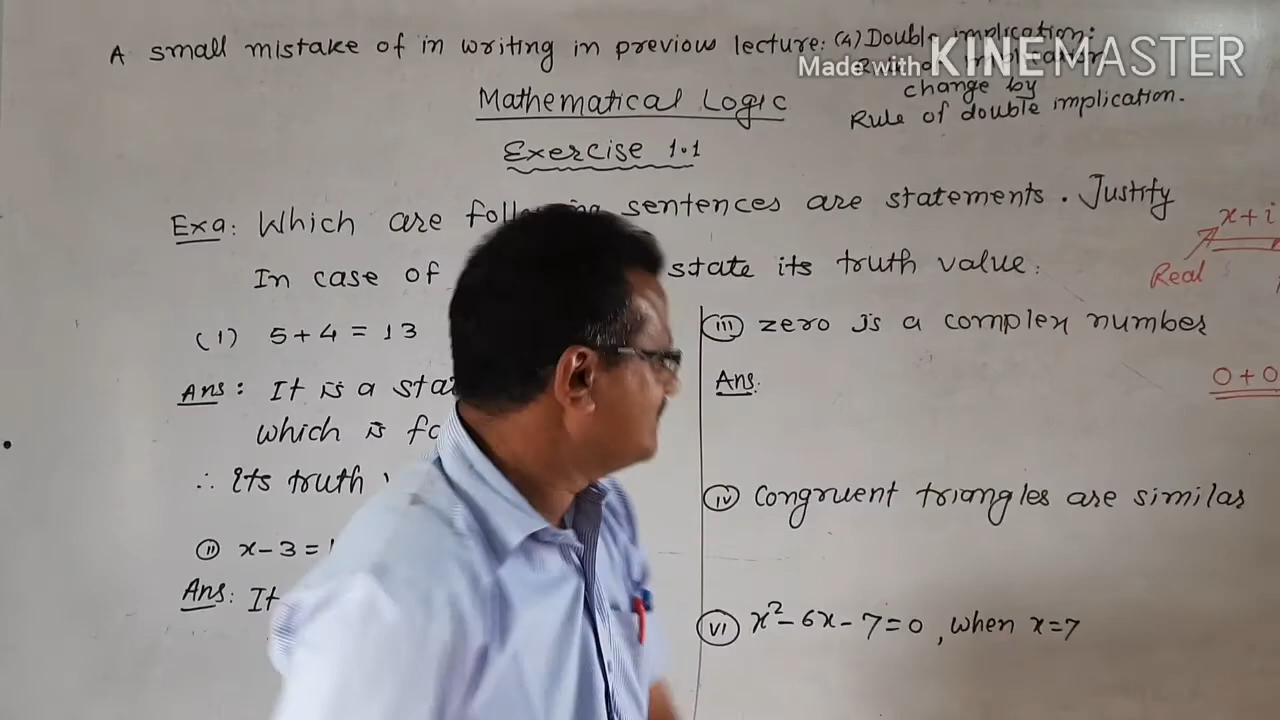 A small mistake of in writing in previous lecture: (4) Double implication:
Made with KINEMASTER
change by
Rule of double implication.
Mathematical Logic
Exercise 1.1
Exa: Which are sentences are statements. Justify
In case of state its truth value.
(1) 5+4=13
Ans: It is a
which is
∴ Its truth
(ii) x-3=
Ans: It
(iii) zero is a complex number
Ans:
(iv) congruent triangles are similar
(vi) x²-6x-7=0, when x=7
x+i
Real
0+0